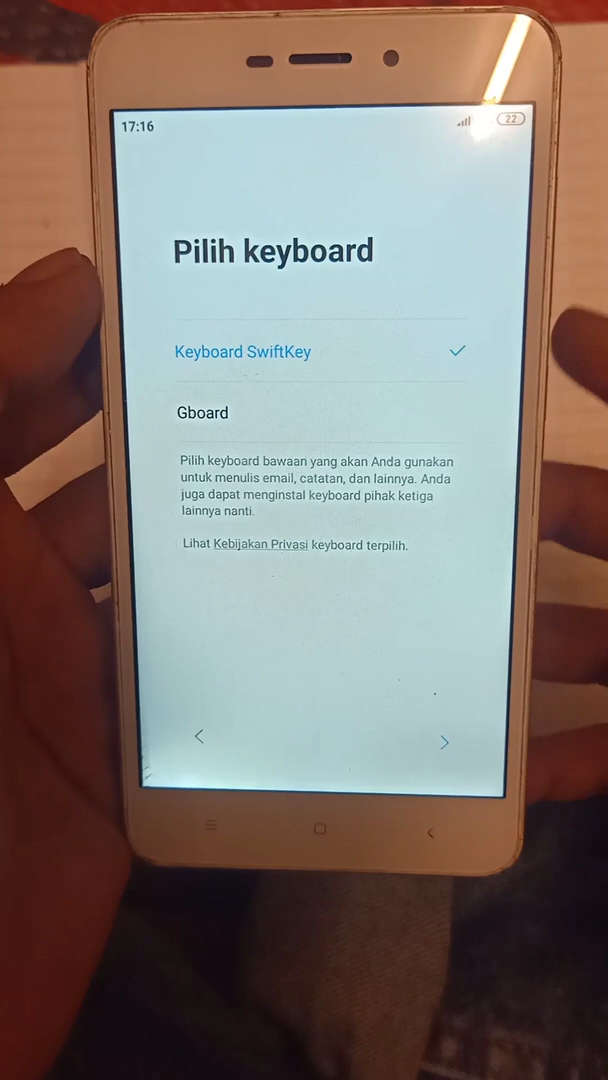 17:16
22
Pilih keyboard
Keyboard SwiftKey
Gboard
Pilih keyboard bawaan yang akan Anda gunakan
untuk menulis email, catatan, dan lainnya. Anda
juga dapat menginstal keyboard pihak ketiga
lainnya nanti.
Lihat Kebijakan Privasi keyboard terpilih.